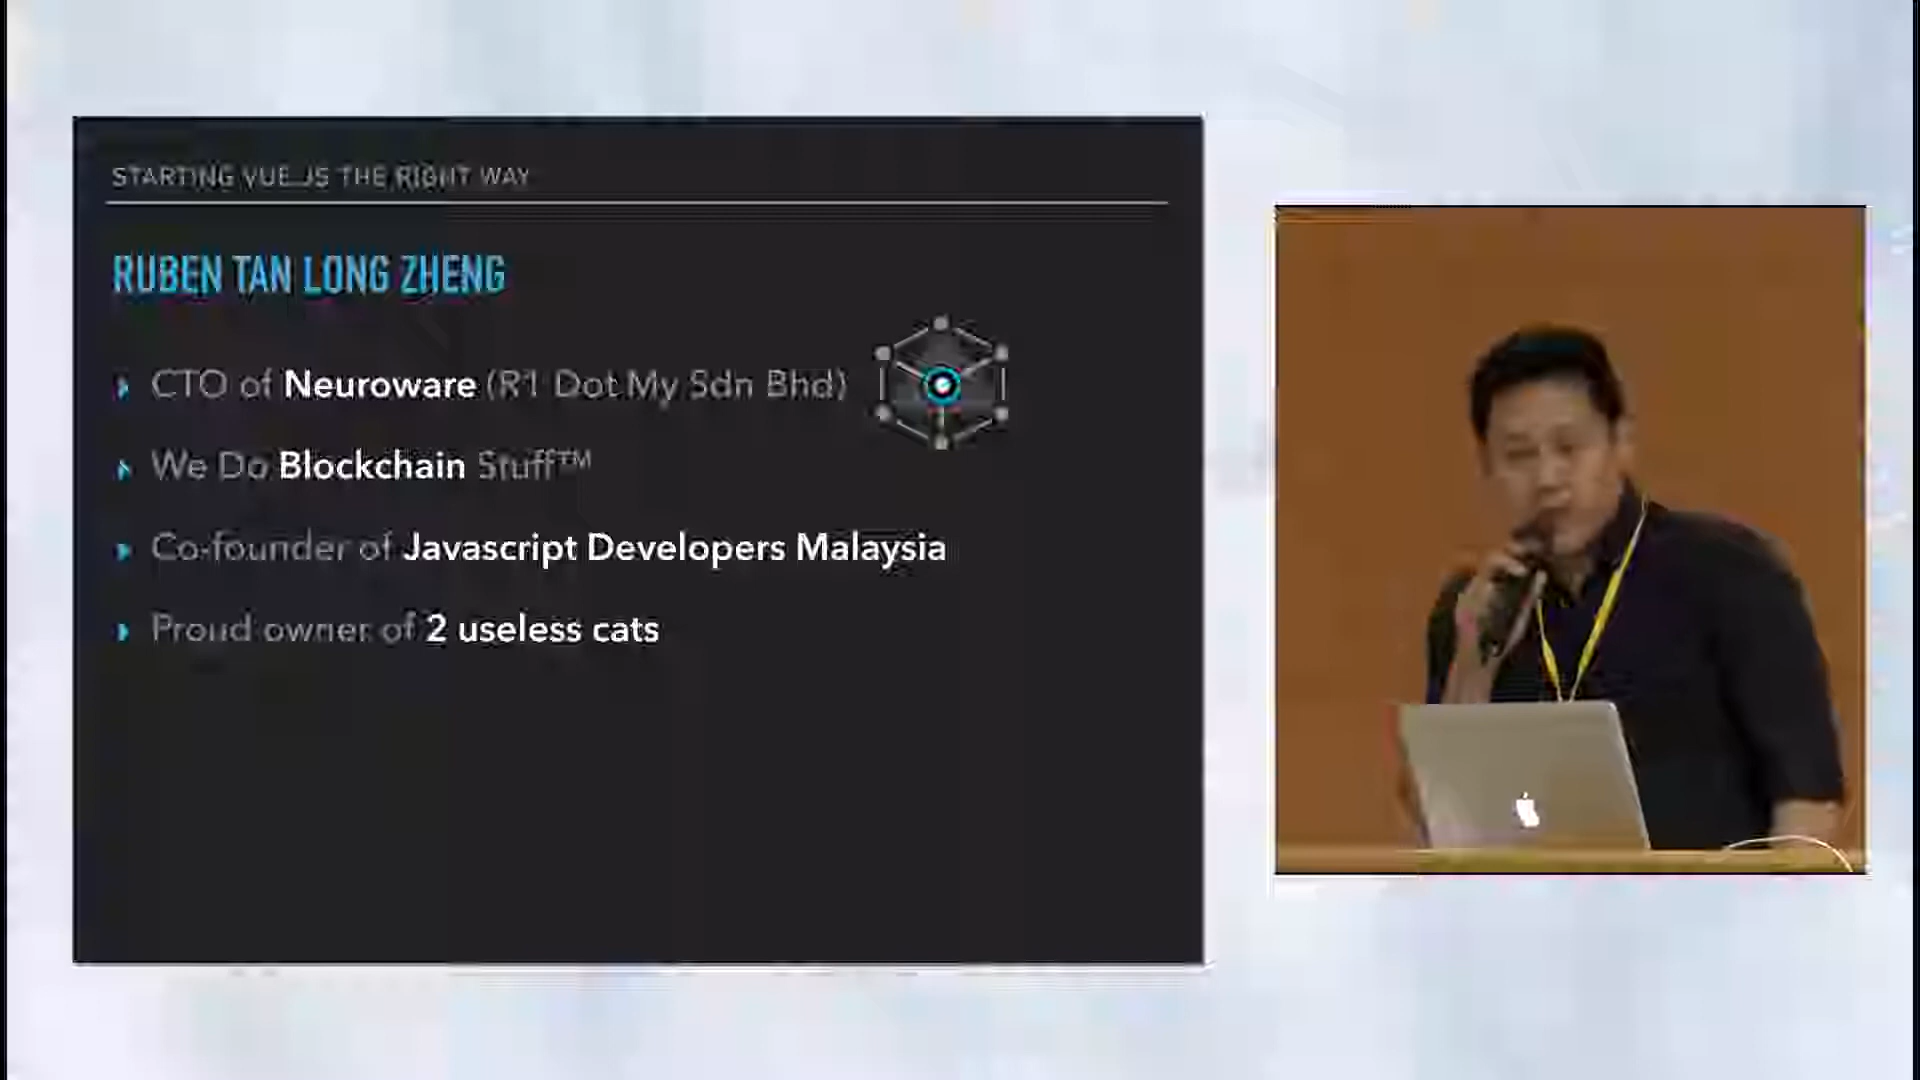 STARTING VUE.JS THE RIGHT WAY
RUBEN TAN LONG ZHENG
CTO of Neuroware (R1 Dot My Sdn Bhd)
We Do Blockchain Stuff™
Co-founder of Javascript Developers Malaysia
Proud owner of 2 useless cats